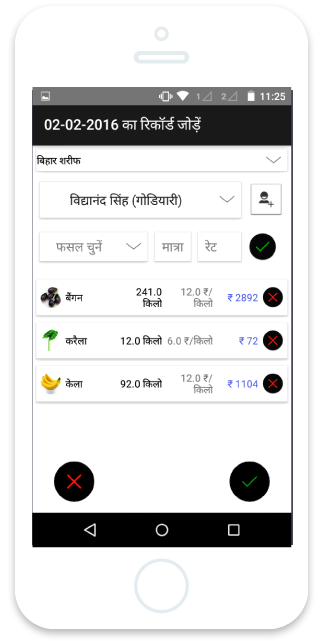 1 2 11:25
02-02-2016 का रिकॉर्ड जोड़ें
बिहार शरीफ
विद्यानंद सिंह (गोडियारी)
फसल चुनें मात्रा रेट
बैंगन 241.0 किलो 12.0 ₹/किलो ₹ 2892
करैला 12.0 किलो 6.0 ₹/किलो ₹ 72
केला 92.0 किलो 12.0 ₹/किलो ₹ 1104